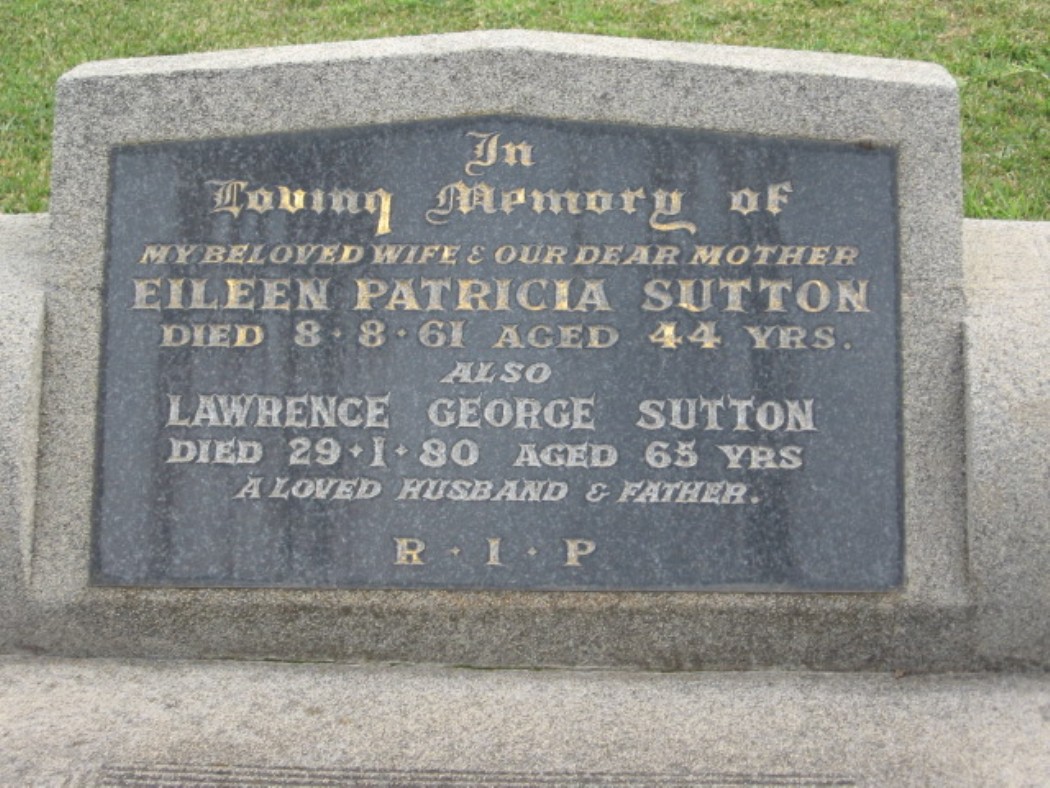 In
Loving Memory of
MY BELOVED WIFE & OUR DEAR MOTHER
EILEEN PATRICIA SUTTON
DIED 8·8·61 AGED 44 YRS.
ALSO
LAWRENCE GEORGE SUTTON
DIED 29·1·80 AGED 65 YRS
A LOVED HUSBAND & FATHER.
R·I·P